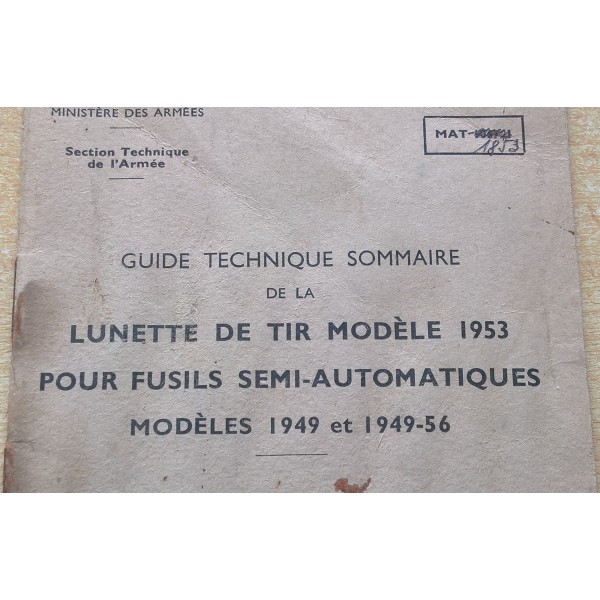 MINISTÈRE DES ARMÉES
Section Technique
de l'Armée
MAT-
1853
GUIDE TECHNIQUE SOMMAIRE
DE LA
LUNETTE DE TIR MODÈLE 1953
POUR FUSILS SEMI-AUTOMATIQUES
MODÈLES 1949 et 1949-56